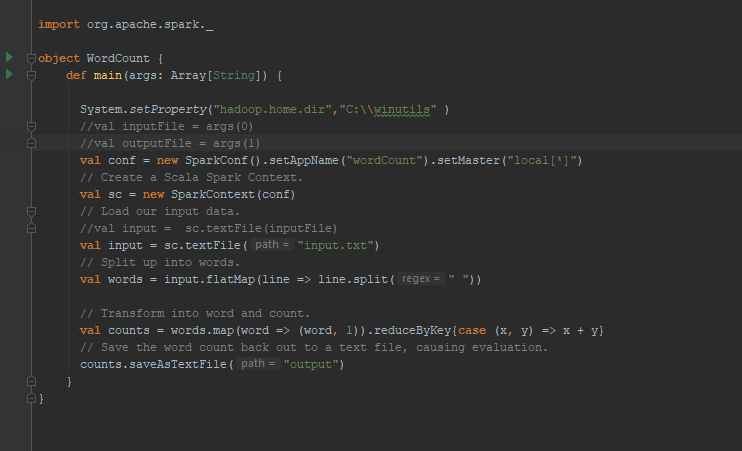 import org.apache.spark._
object WordCount {
def main(args: Array[String]) {
System.setProperty("hadoop.home.dir","C:\\winutils" )
//val inputFile = args(0)
//val outputFile = args(1)
val conf = new SparkConf().setAppName("wordCount").setMaster("local[*]")
// Create a Scala Spark Context.
val sc = new SparkContext(conf)
// Load our input data.
//val input =  sc.textFile(inputFile)
val input = sc.textFile( path = "input.txt")
// Split up into words.
val words = input.flatMap(line => line.split( regex = " "))
// Transform into word and count.
val counts = words.map(word => (word, 1)).reduceByKey{case (x, y) => x + y}
// Save the word count back out to a text file, causing evaluation.
counts.saveAsTextFile( path = "output")
}
}